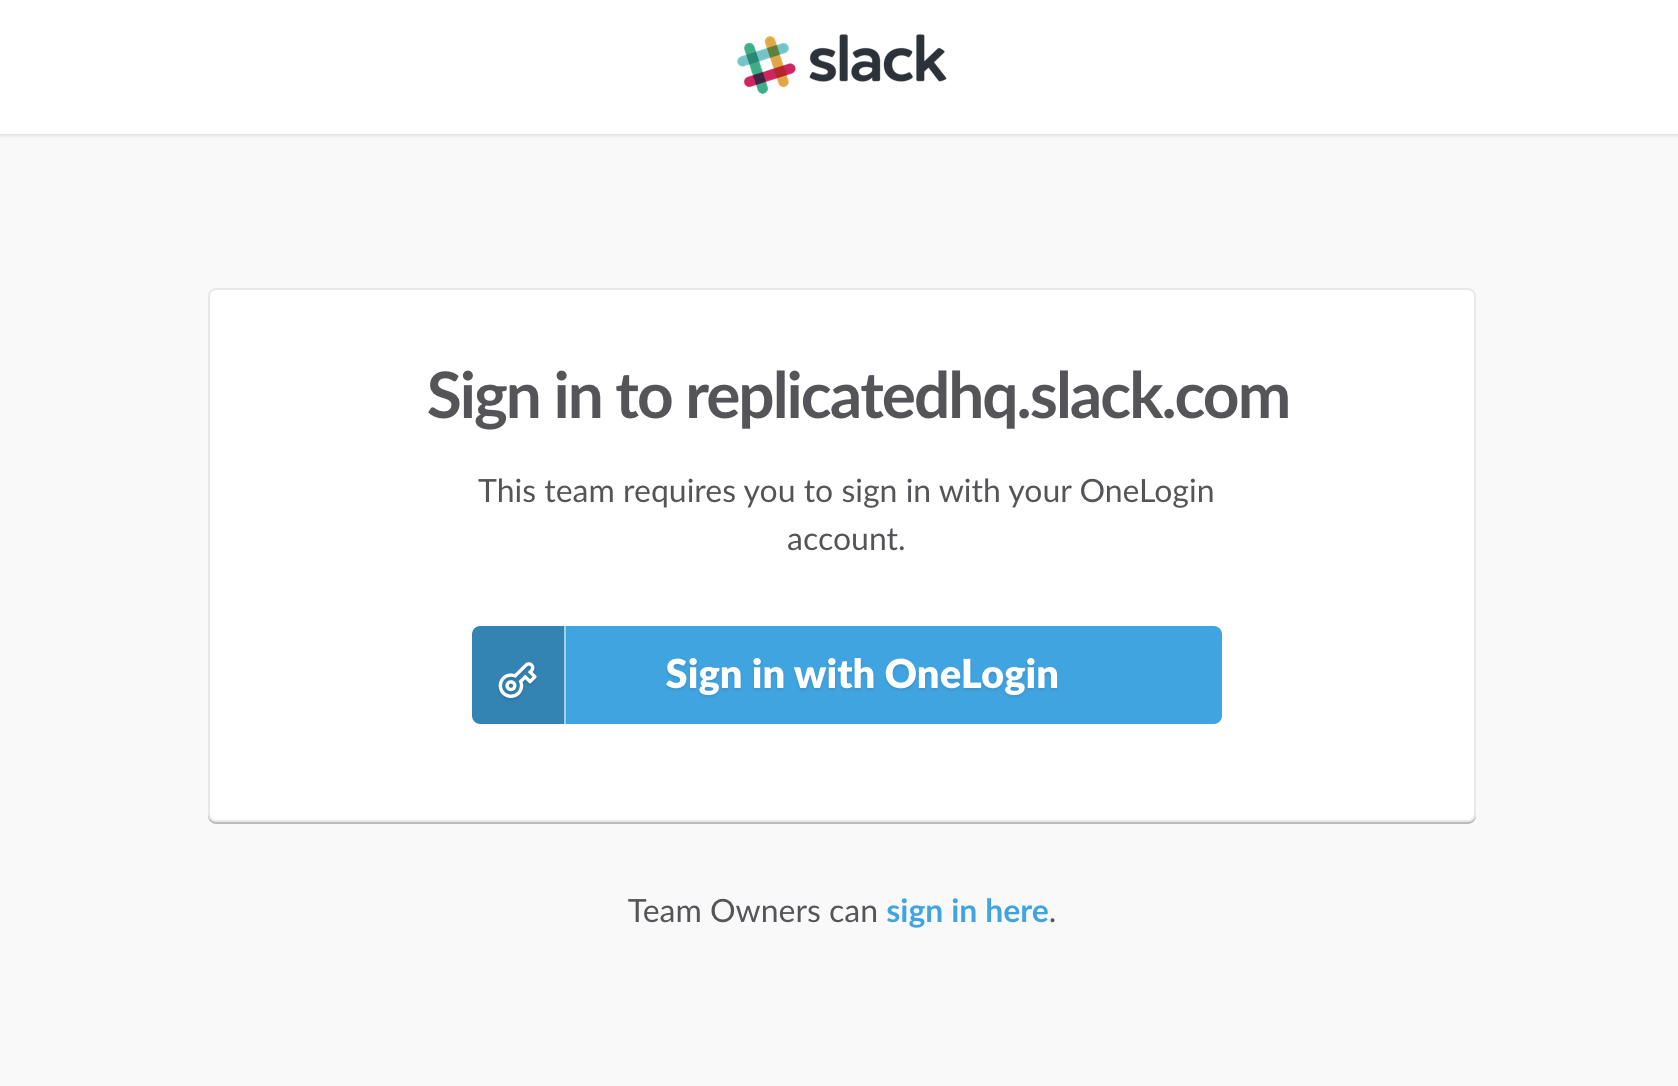 slack
Sign in to replicatedhq.slack.com
This team requires you to sign in with your OneLogin
account.
Sign in with OneLogin
Team Owners can sign in here.